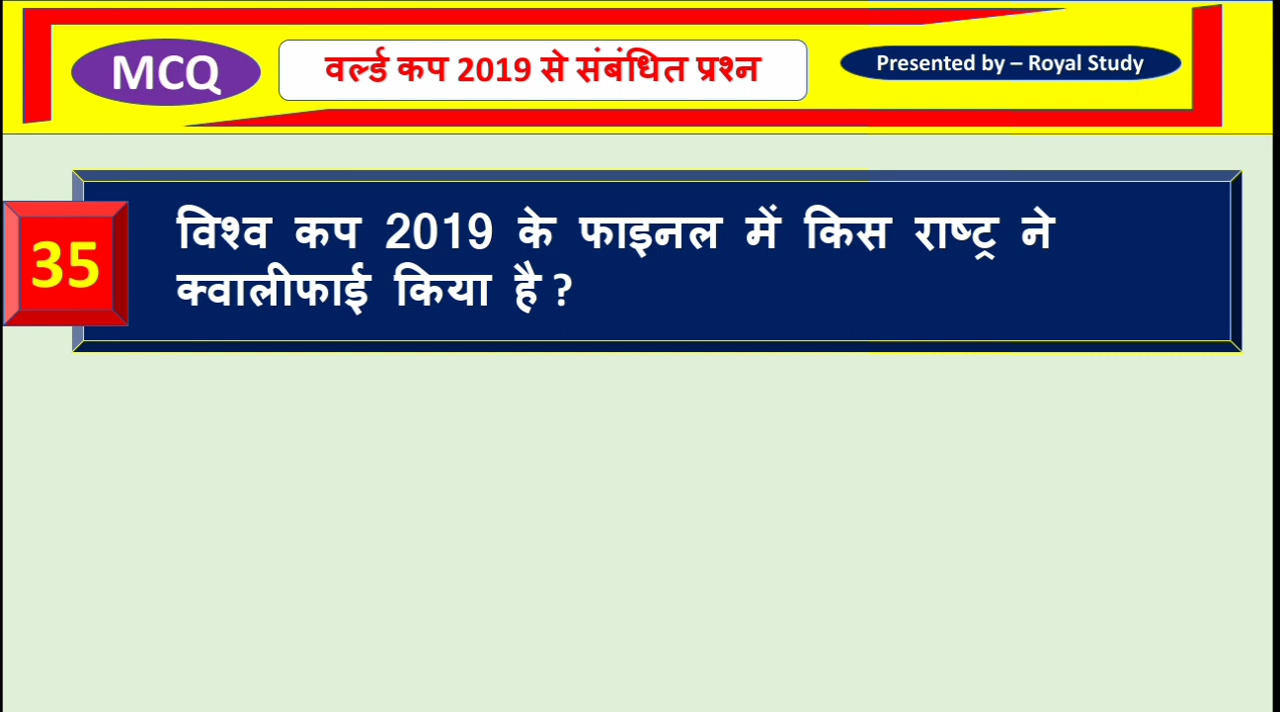 MCQ
वर्ल्ड कप 2019 से संबंधित प्रश्न
Presented by – Royal Study
35
विश्व कप 2019 के फाइनल में किस राष्ट्र ने
क्वालीफाई किया है ?